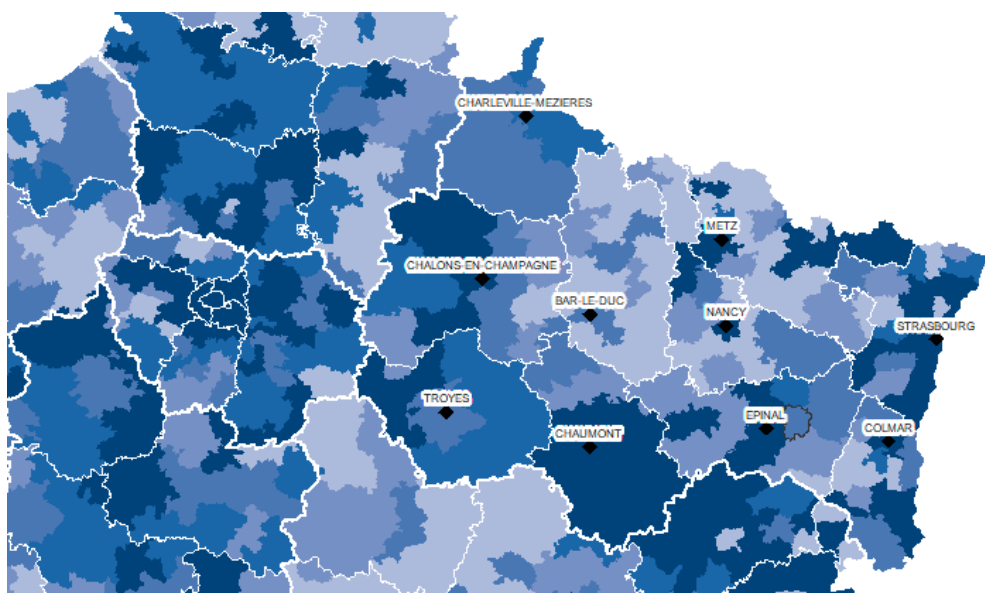 CHARLEVILLE-MEZIERES
METZ
CHALONS-EN-CHAMPAGNE
BAR-LE-DUC
NANCY
STRASBOURG
TROYES
EPINAL
CHAUMONT
COLMAR